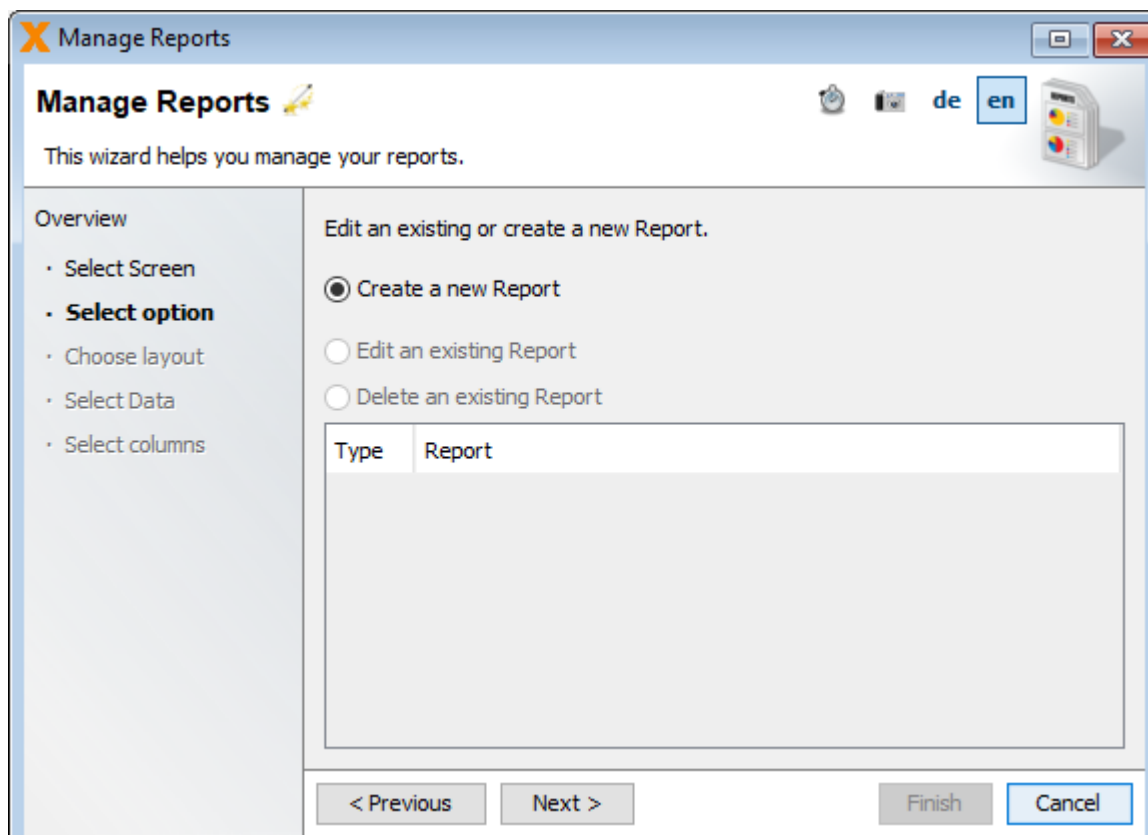 Manage Reports
Manage Reports
de en
This wizard helps you manage your reports.
Overview
· Select Screen
· Select option
· Choose layout
· Select Data
· Select columns
Edit an existing or create a new Report.
Create a new Report
Edit an existing Report
Delete an existing Report
Type Report
< Previous Next > Finish Cancel